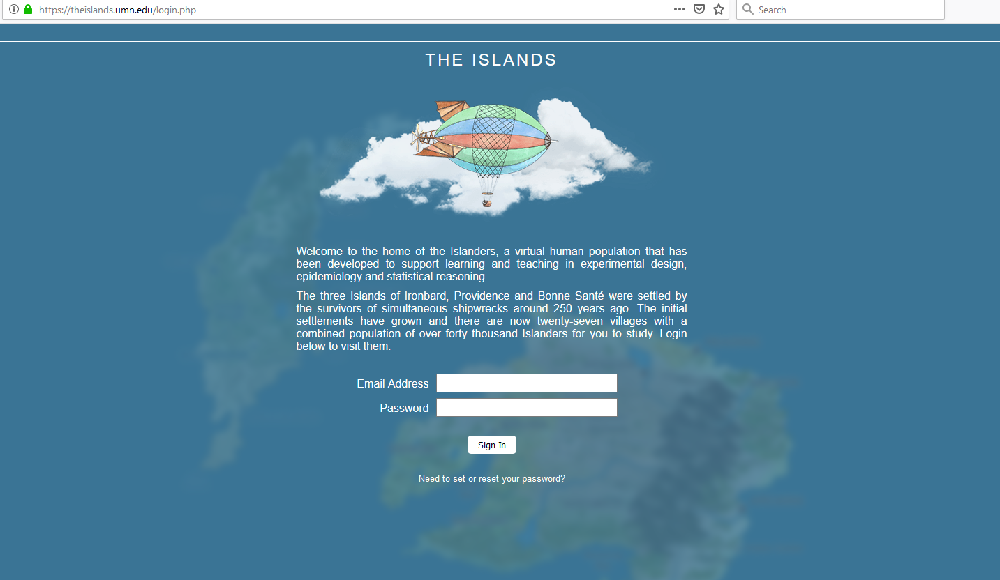 https://theislands.umn.edu/login.php
Search
THE ISLANDS
Welcome to the home of the Islanders, a virtual human population that has
been developed to support learning and teaching in experimental design,
epidemiology and statistical reasoning.
The three Islands of Ironbard, Providence and Bonne Santé were settled by
the survivors of simultaneous shipwrecks around 250 years ago. The initial
settlements have grown and there are now twenty-seven villages with a
combined population of over forty thousand Islanders for you to study. Login
below to visit them.
Email Address
Password
Sign In
Need to set or reset your password?